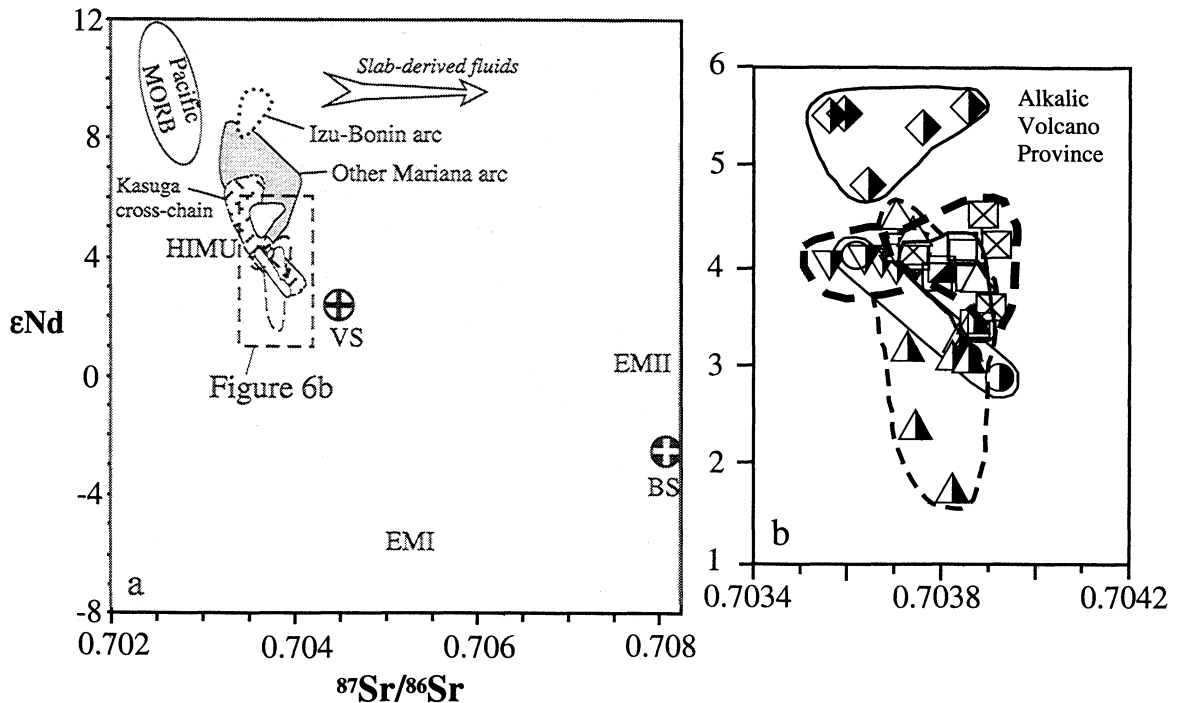 12
8
4
0
-4
-8
εNd
Pacific
MORB
Slab-derived fluids
Izu-Bonin arc
Other Mariana arc
Kasuga
cross-chain
HIMU
VS
Figure 6b
EMII
BS
EMI
a
0.702
0.704
0.706
0.708
⁸⁷Sr/⁸⁶Sr
6
5
4
3
2
1
Alkalic
Volcano
Province
b
0.7034
0.7038
0.7042